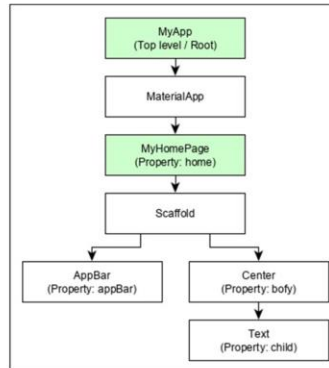 MyApp
(Top level / Root)
MaterialApp
MyHomePage
(Property: home)
Scaffold
AppBar
(Property: appBar)
Center
(Property: bofy)
Text
(Property: child)